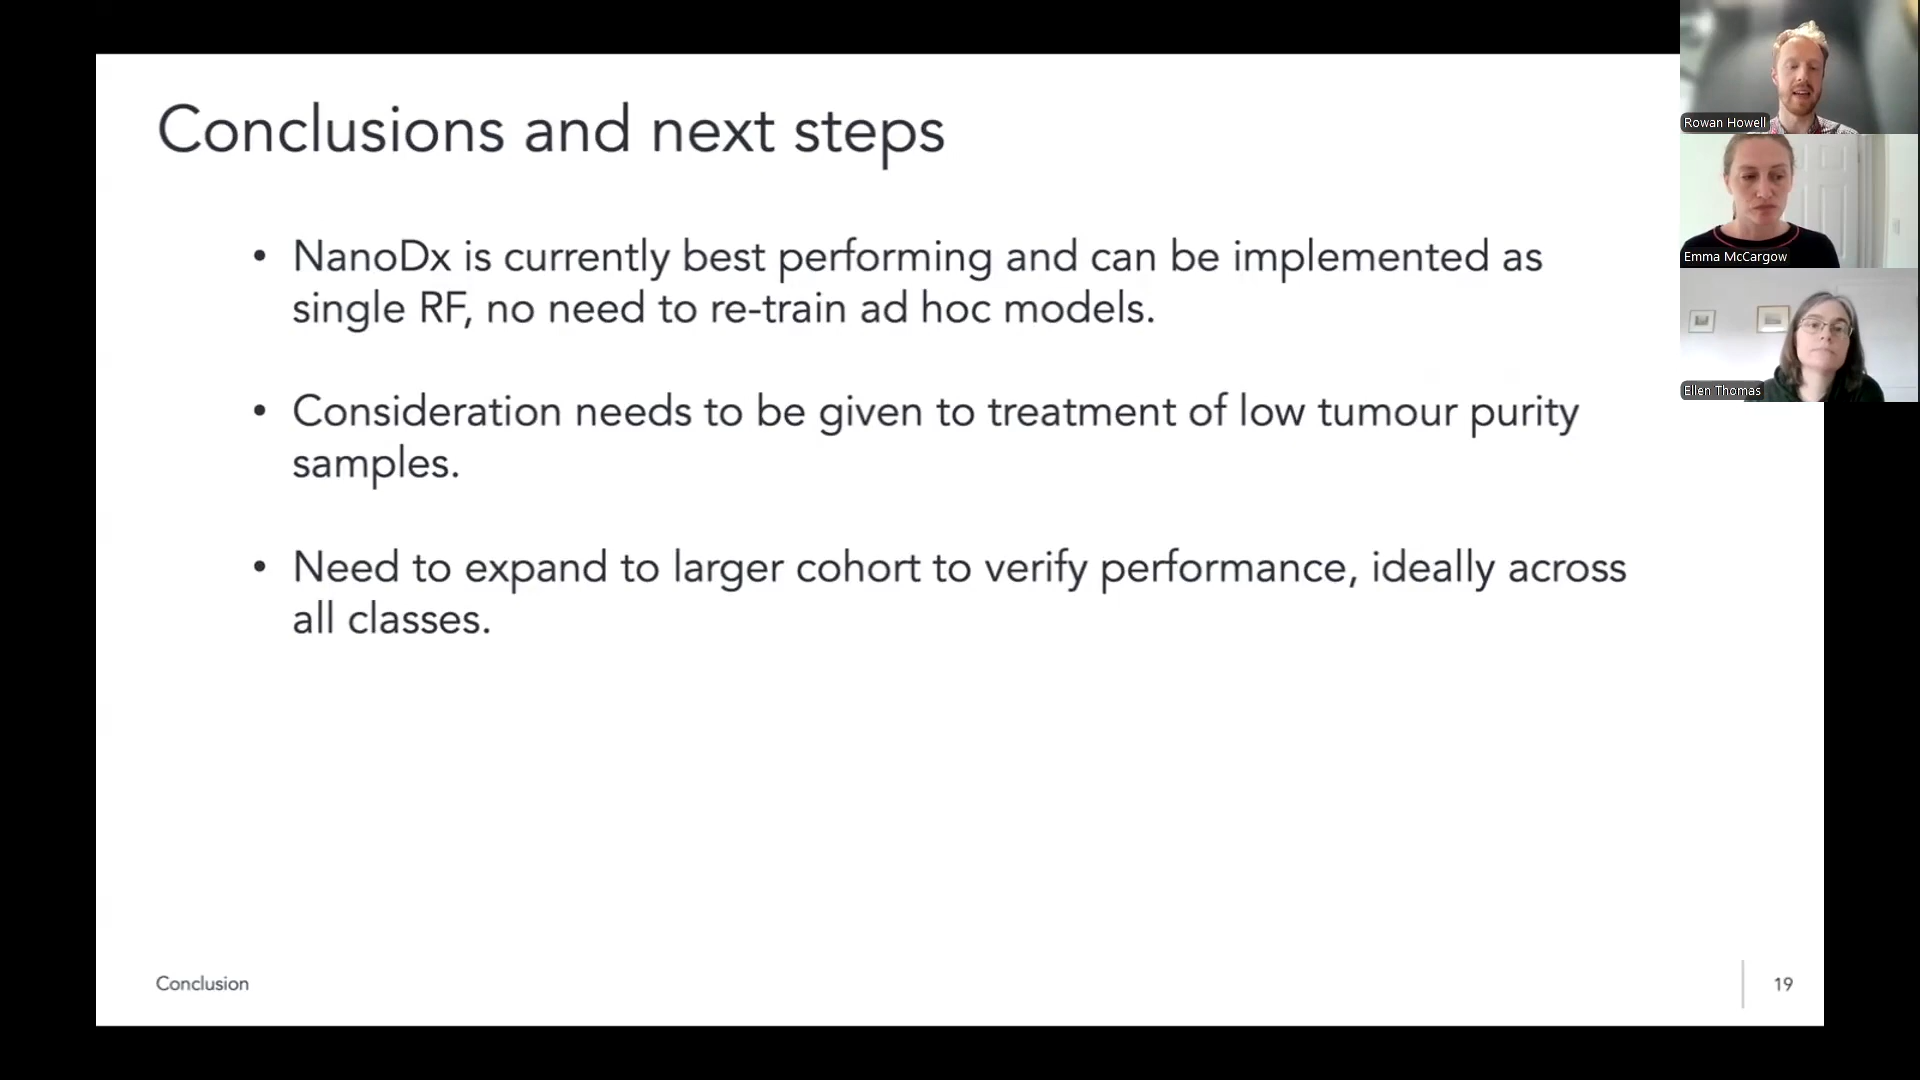 Conclusions and next steps
• NanoDx is currently best performing and can be implemented as
single RF, no need to re-train ad hoc models.
• Consideration needs to be given to treatment of low tumour purity
samples.
• Need to expand to larger cohort to verify performance, ideally across
all classes.
Conclusion
19
Rowan Howell
Emma McCargow
Ellen Thomas